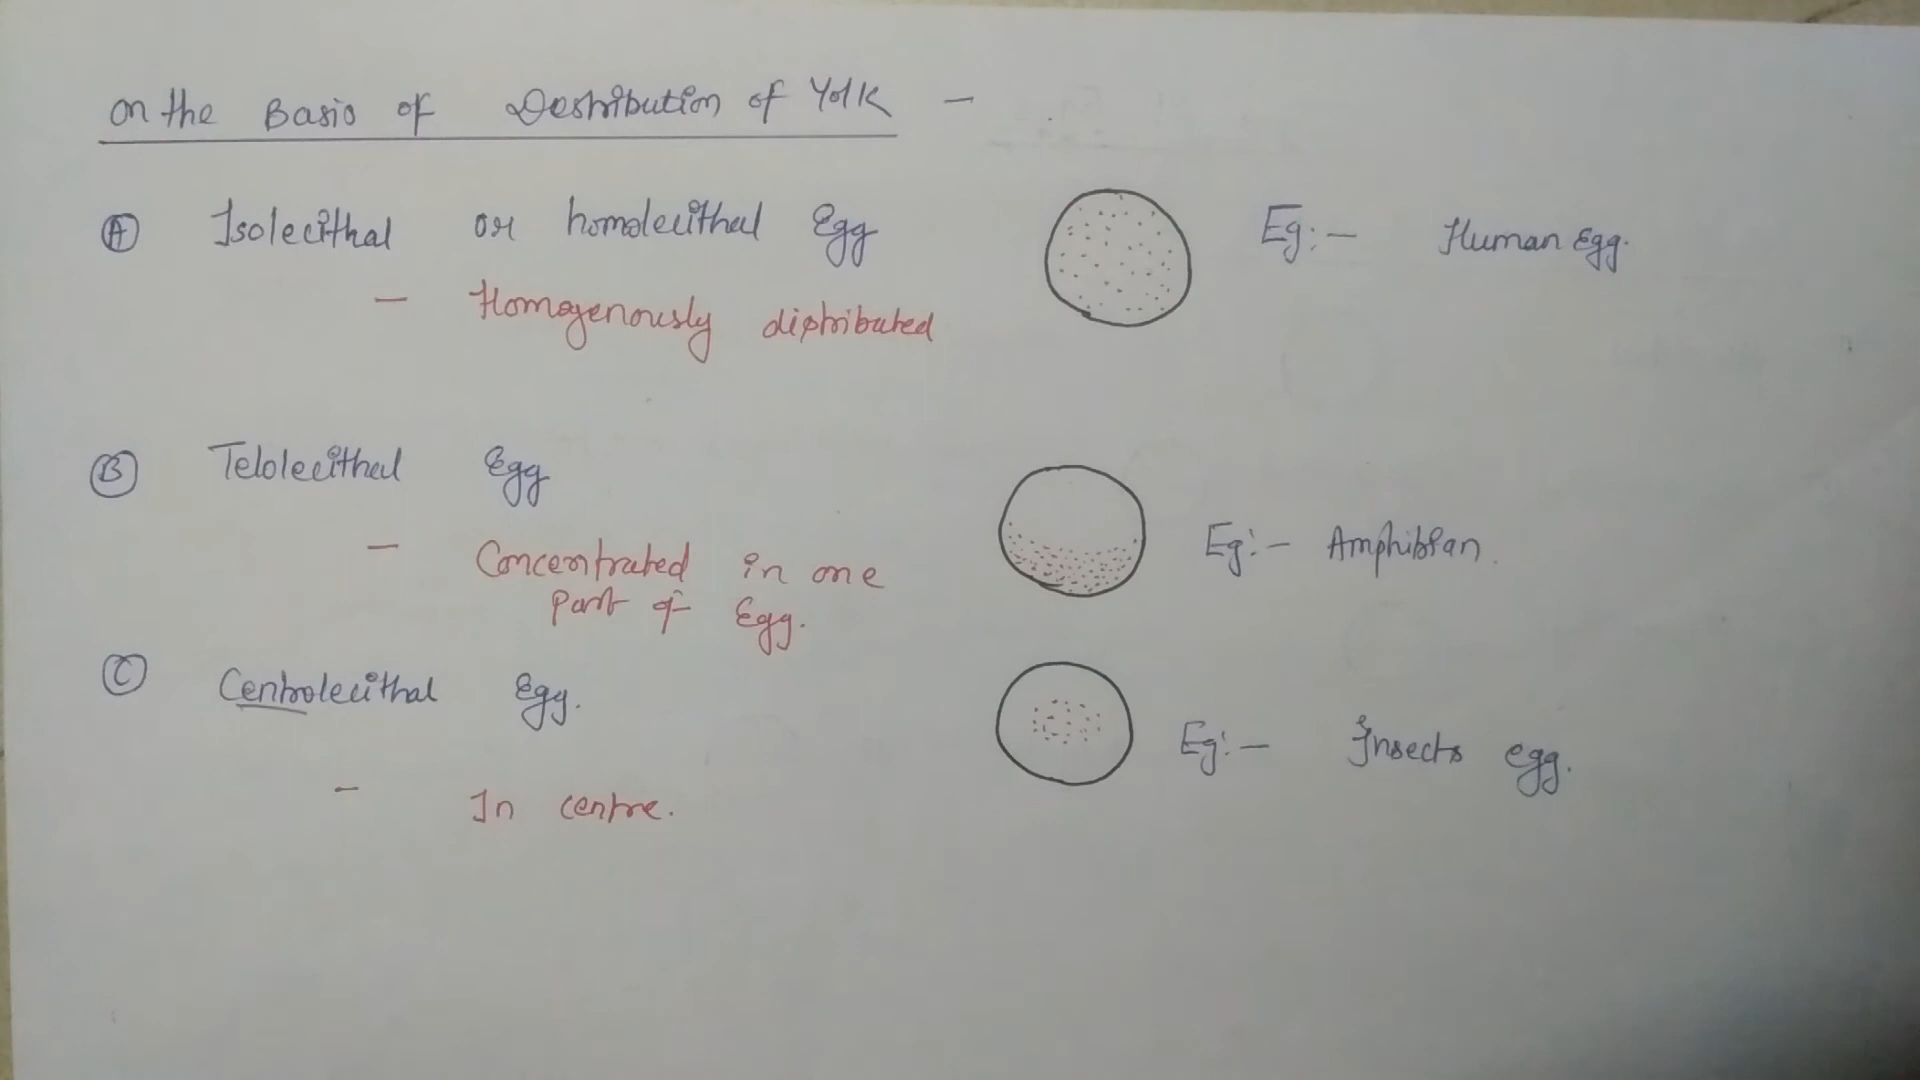 on the Basis of Destribution of Yolk -
A Isolecithal or homolecithal Egg Eg:- Human Egg.
- Homogenously distributed
B Telolecithal Egg
- Concentrated in one Eg:- Amphibian.
part of Egg.
C Centrolecithal Egg. Eg:- Insects egg.
- In centre.